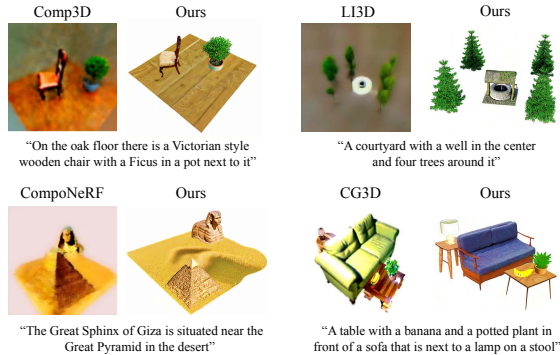 Comp3D Ours
LI3D Ours
“On the oak floor there is a Victorian style
wooden chair with a Ficus in a pot next to it”
“A courtyard with a well in the center
and four trees around it”
CompoNeRF Ours
CG3D Ours
“The Great Sphinx of Giza is situated near the
Great Pyramid in the desert”
“A table with a banana and a potted plant in
front of a sofa that is next to a lamp on a stool”